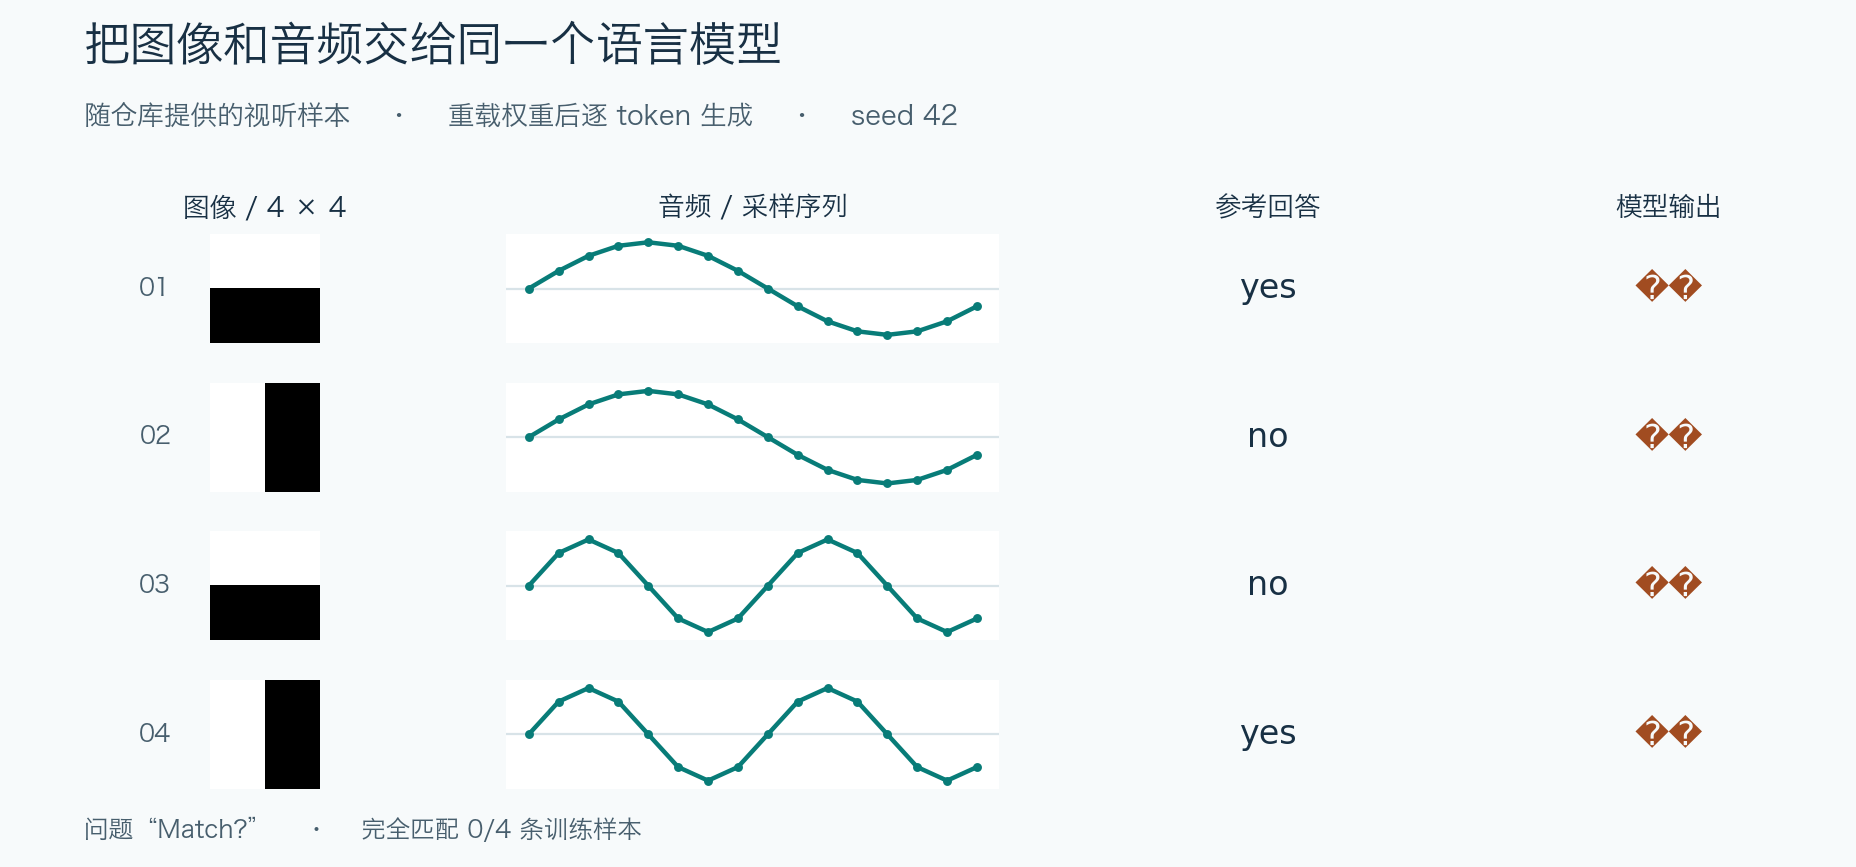 把图像和音频交给同一个语言模型
随仓库提供的视听样本 · 重载权重后逐 token 生成 · seed 42
图像 / 4 × 4 音频 / 采样序列 参考回答 模型输出
01 yes ��
02 no ��
03 no ��
04 yes ��
问题 “Match?” · 完全匹配 0/4 条训练样本